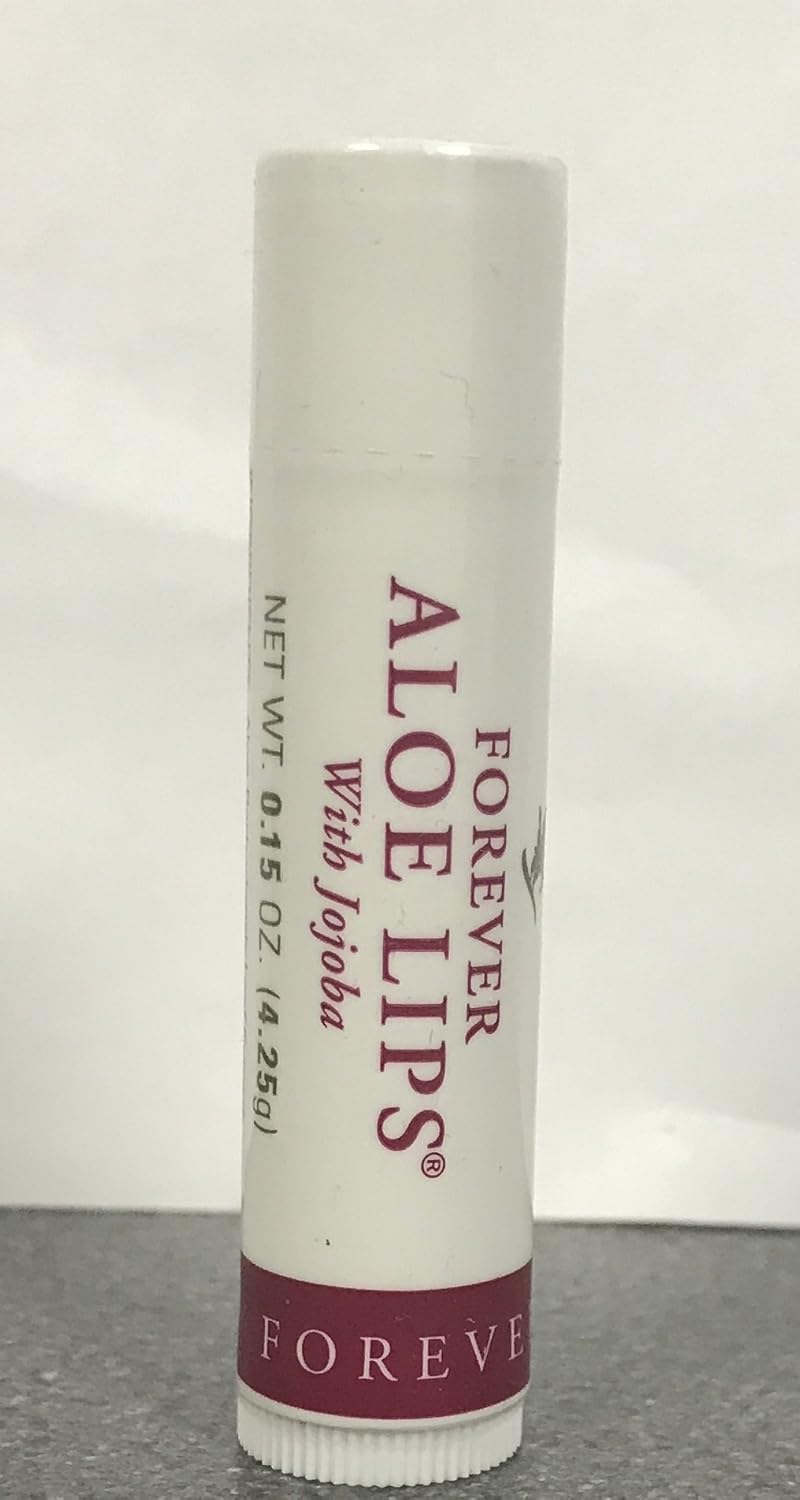 FOREVER
ALOE LIPS®
With Jojoba
NET WT. 0.15 OZ. (4.25g)
FOREVE